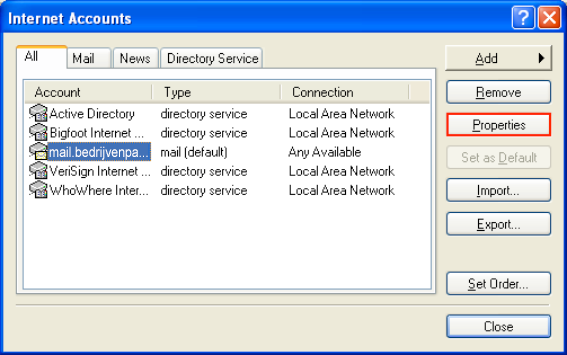 Internet Accounts
All Mail News Directory Service
Account Type Connection
Active Directory directory service Local Area Network
Bigfoot Internet ... directory service Local Area Network
mail.bedrijvenpa... mail (default) Any Available
VeriSign Internet ... directory service Local Area Network
WhoWhere Inter... directory service Local Area Network
Add
Remove
Properties
Set as Default
Import...
Export...
Set Order...
Close